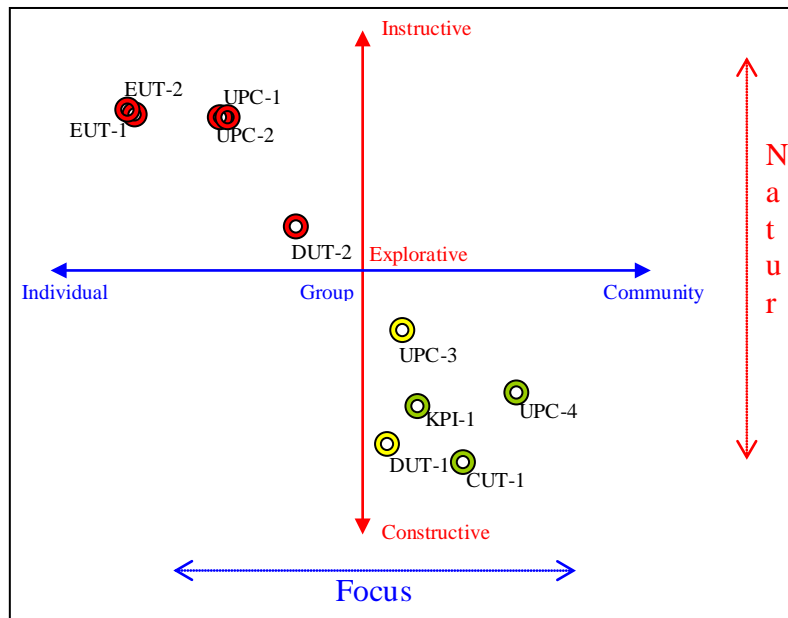 Instructive
EUT-2
UPC-1
EUT-1
UPC-2
Natur
DUT-2
Explorative
Individual
Group
Community
UPC-3
UPC-4
KPI-1
DUT-1
CUT-1
Constructive
Focus